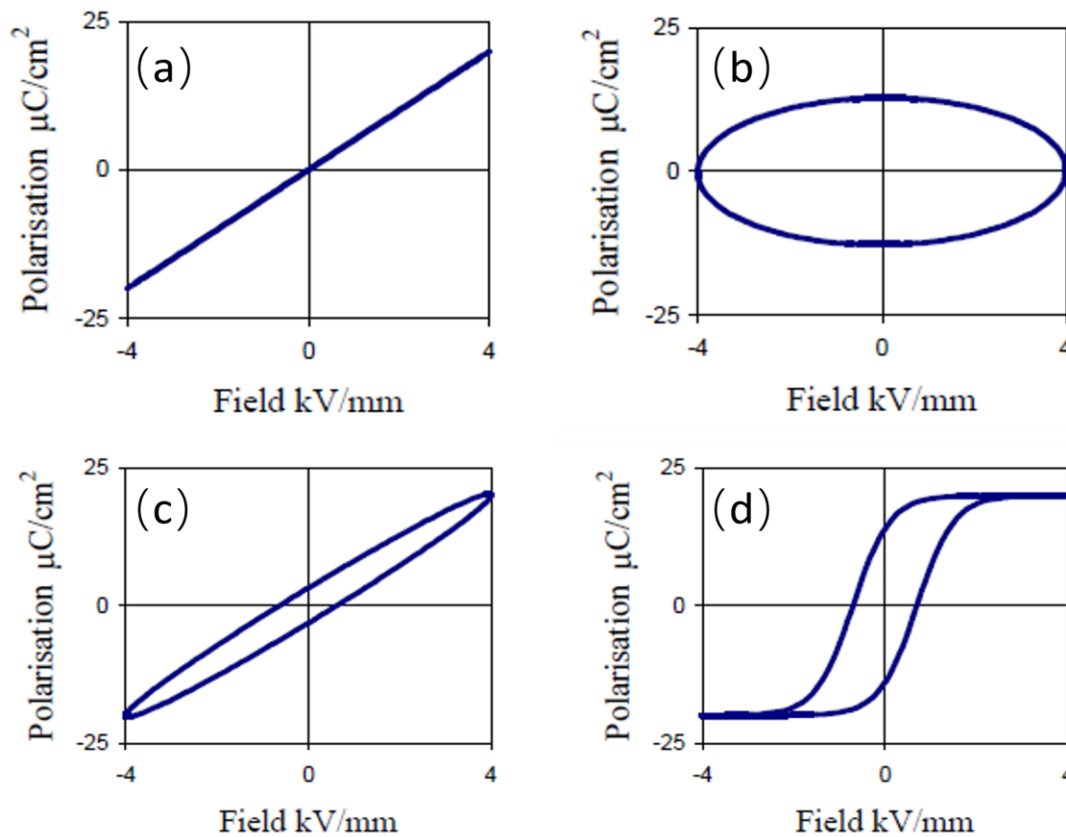 (a)
Polarisation μC/cm²
25
0
-25
-4 0 4
Field kV/mm
(b)
Polarisation μC/cm²
25
0
-25
-4 0 4
Field kV/mm
(c)
Polarisation μC/cm²
25
0
-25
-4 0 4
Field kV/mm
(d)
Polarisation μC/cm²
25
0
-25
-4 0 4
Field kV/mm